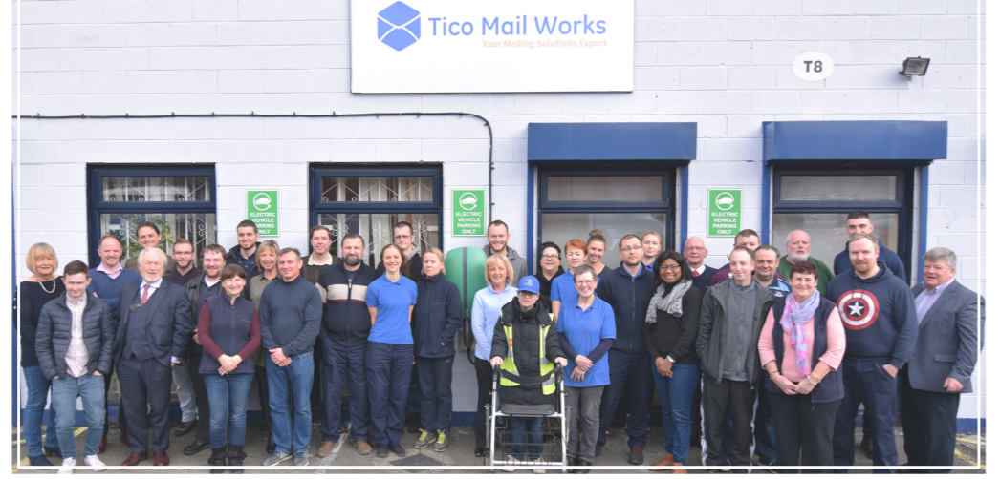 Tico Mail Works
Your Mailing Solutions Expert
T8
ELECTRIC
VEHICLE
PARKING
ONLY
ELECTRIC
VEHICLE
PARKING
ONLY
ELECTRIC
VEHICLE
PARKING
ONLY